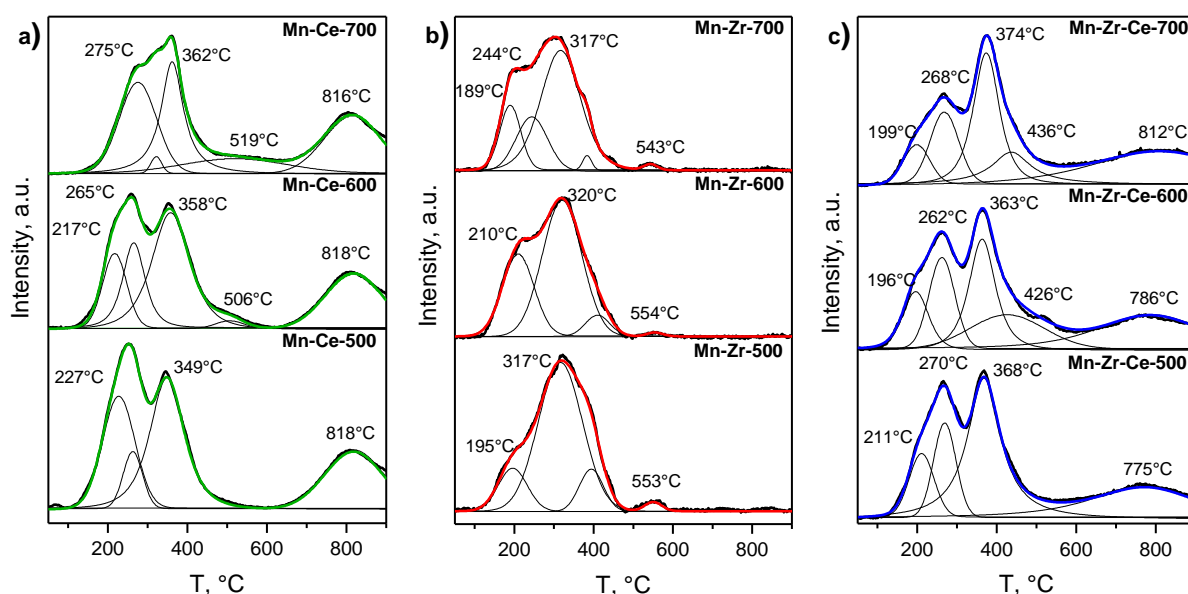 a)
Mn-Ce-700
275°C
362°C
816°C
519°C
Mn-Ce-600
265°C
217°C
358°C
818°C
506°C
Mn-Ce-500
227°C
349°C
818°C
Intensity, a.u.
200 400 600 800
T, °C
b)
Mn-Zr-700
317°C
244°C
189°C
543°C
Mn-Zr-600
320°C
210°C
554°C
Mn-Zr-500
317°C
195°C
553°C
Intensity, a.u.
200 400 600 800
T, °C
c)
Mn-Zr-Ce-700
374°C
268°C
199°C
436°C
812°C
Mn-Zr-Ce-600
363°C
262°C
196°C
426°C
786°C
Mn-Zr-Ce-500
270°C
368°C
211°C
775°C
Intensity, a.u.
200 400 600 800
T, °C